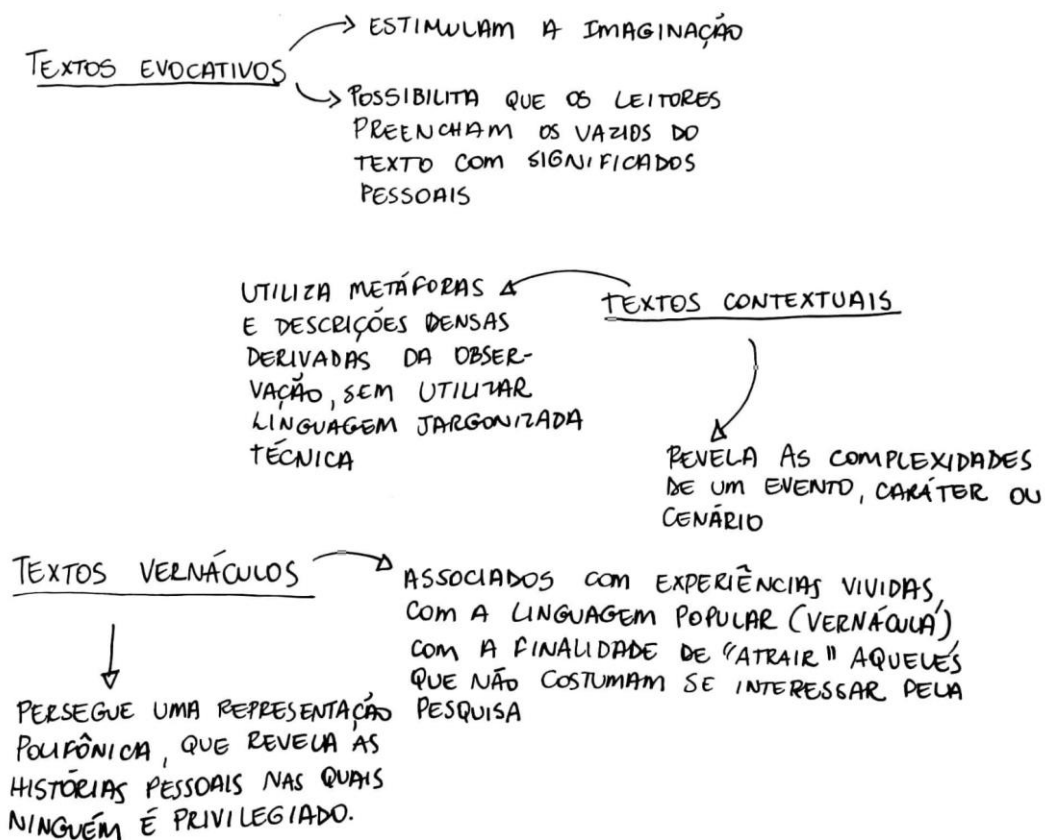 TEXTOS EVOCATIVOS
ESTIMULAM A IMAGINAÇÃO
POSSIBILITA QUE OS LEITORES
PREENCHAM OS VAZIOS DO
TEXTO COM SIGNIFICADOS
PESSOAIS
TEXTOS CONTEXTUAIS
UTILIZA METÁFORAS
E DESCRIÇÕES DENSAS
DERIVADAS DA OBSER-
VAÇÃO, SEM UTILIZAR
LINGUAGEM JARGONIZADA
TÉCNICA
REVELA AS COMPLEXIDADES
DE UM EVENTO, CARÁTER OU
CENÁRIO
TEXTOS VERNÁCULOS
ASSOCIADOS COM EXPERIÊNCIAS VIVIDAS,
COM A LINGUAGEM POPULAR (VERNÁCULA),
COM A FINALIDADE DE "ATRAIR" AQUELES
QUE NÃO COSTUMAM SE INTERESSAR PELA
PESQUISA
PERSEGUE UMA REPRESENTAÇÃO
POLIFÔNICA, QUE REVELA AS
HISTÓRIAS PESSOAIS NAS QUAIS
NINGUÉM É PRIVILEGIADO.